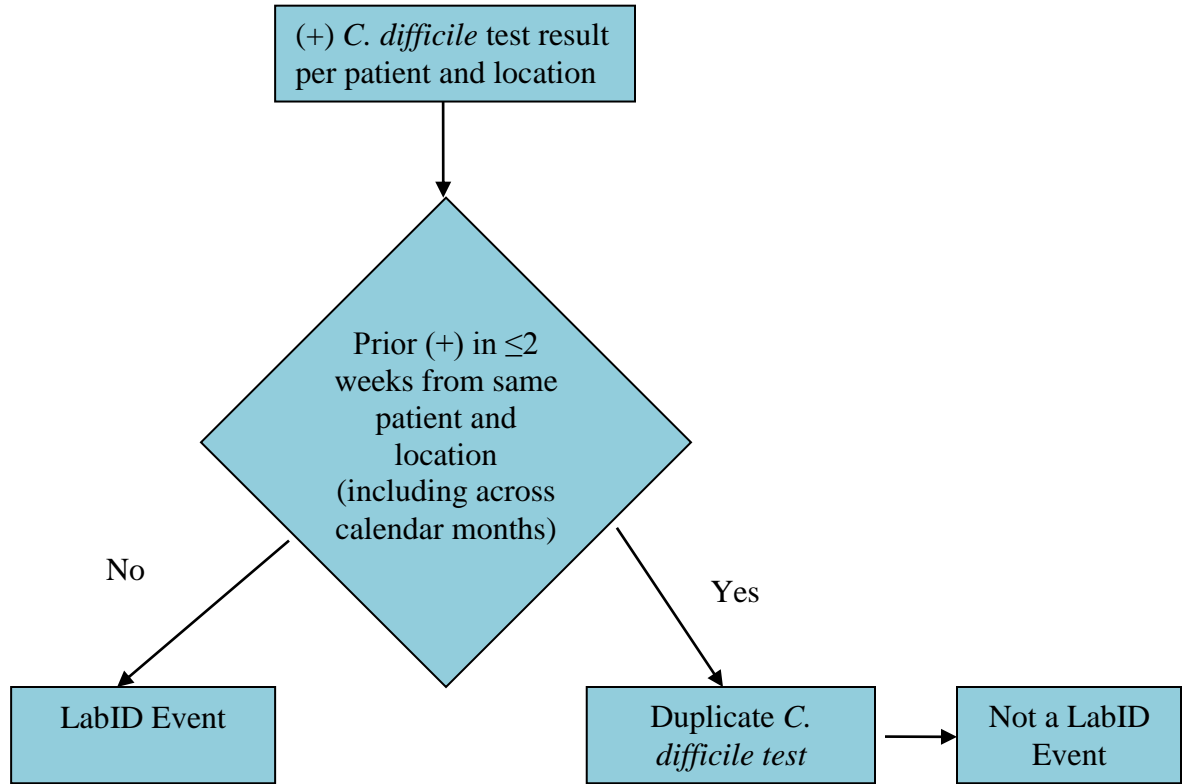 (+) C. difficile test result
per patient and location
Prior (+) in ≤2
weeks from same
patient and
location
(including across
calendar months)
No
Yes
LabID Event
Duplicate C.
difficile test
Not a LabID
Event